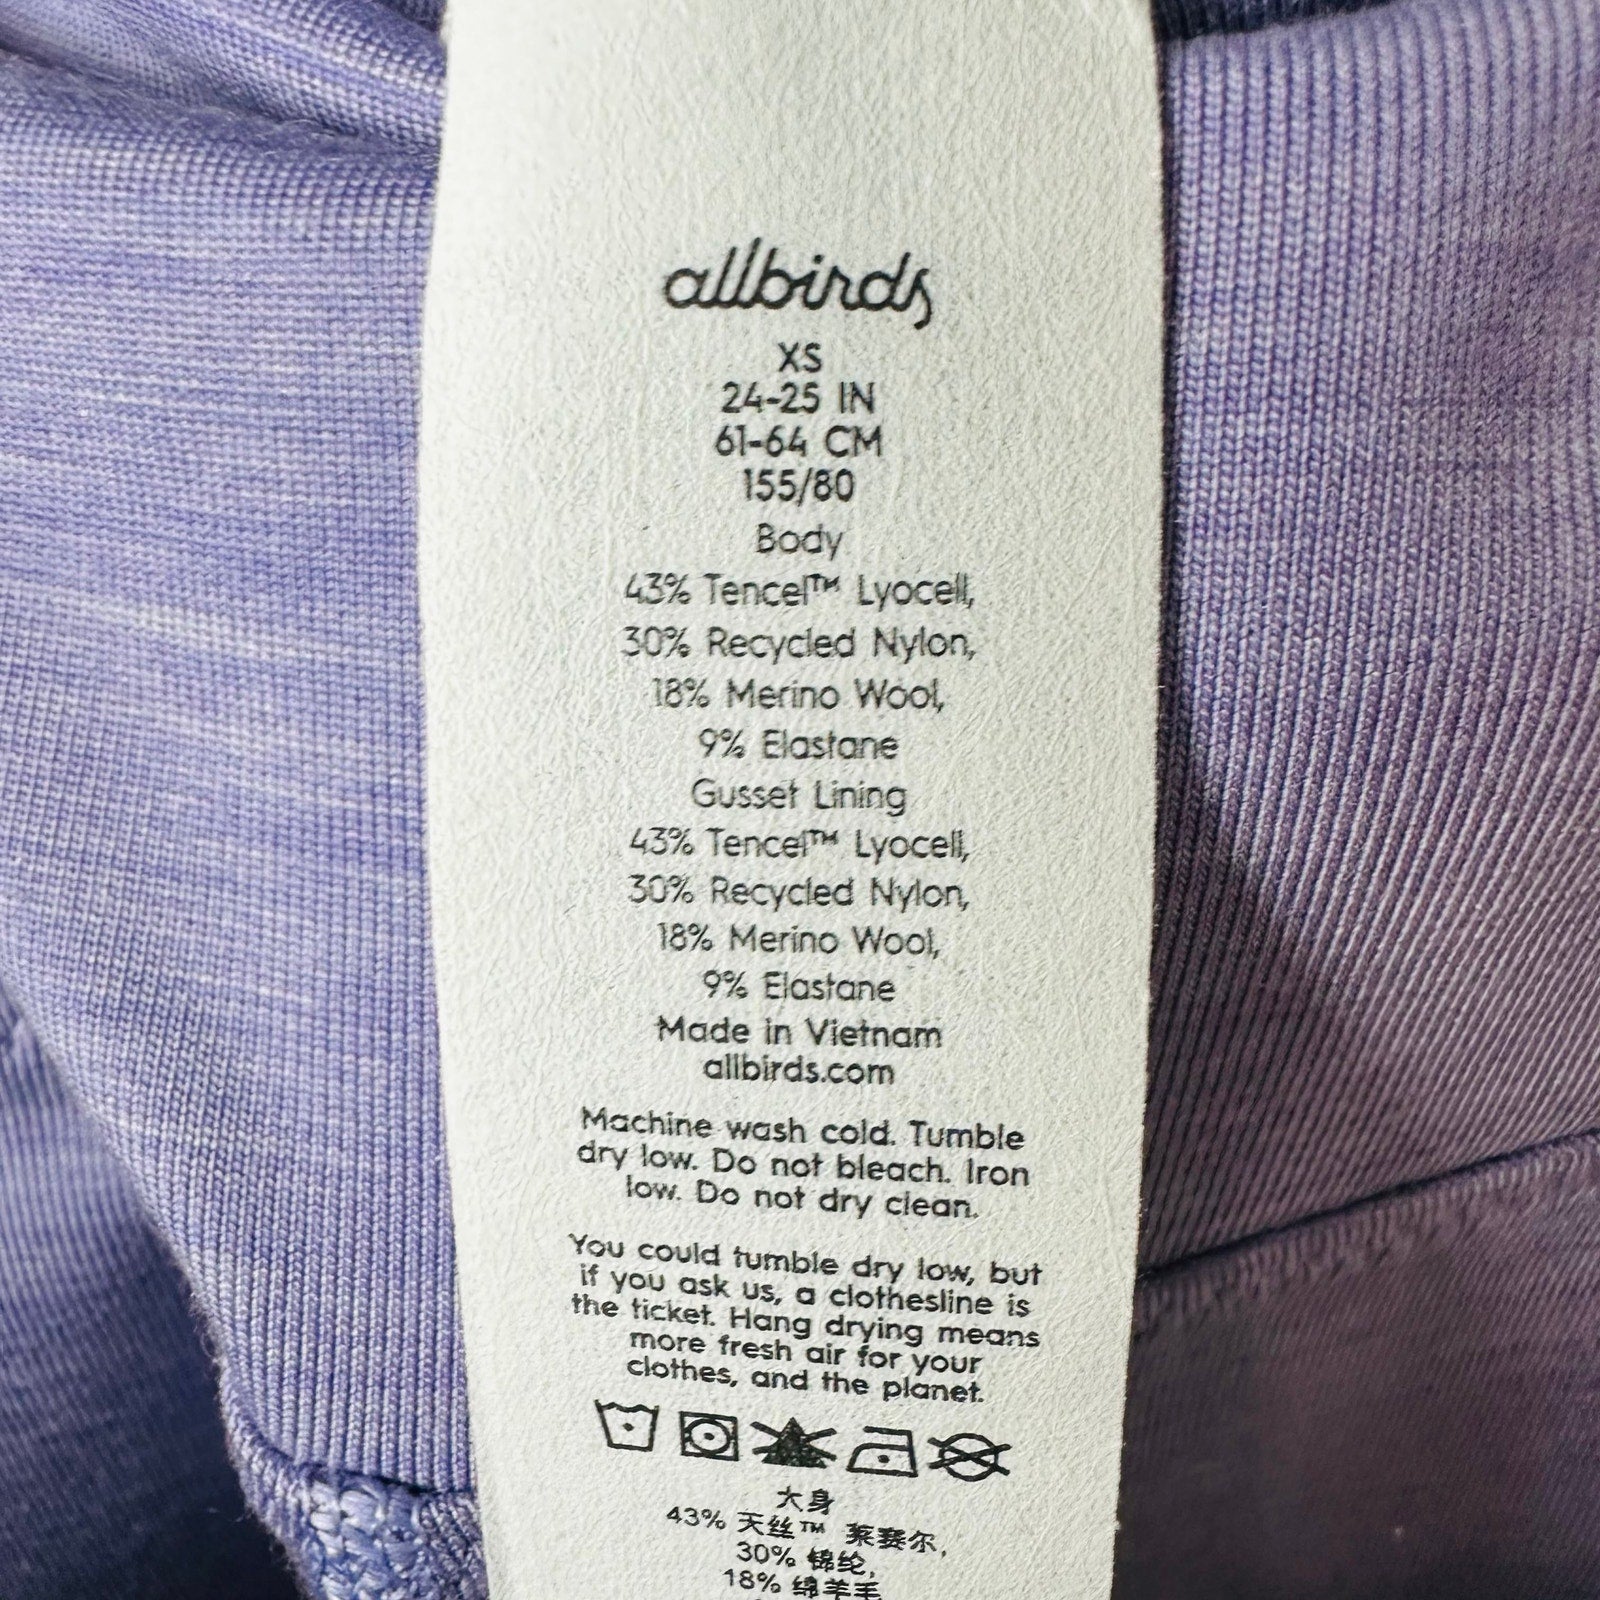 allbirds
XS
24-25 IN
61-64 CM
155/80
Body
43% Tencel™ Lyocell,
30% Recycled Nylon,
18% Merino Wool,
9% Elastane
Gusset Lining
43% Tencel™ Lyocell,
30% Recycled Nylon,
18% Merino Wool,
9% Elastane
Made in Vietnam
allbirds.com
Machine wash cold. Tumble
dry low. Do not bleach. Iron
low. Do not dry clean.
You could tumble dry low, but
if you ask us, a clothesline is
the ticket. Hang drying means
more fresh air for your
clothes, and the planet.
大身
43% 天丝™ 莱赛尔,
30% 锦纶,
18% 绵羊毛